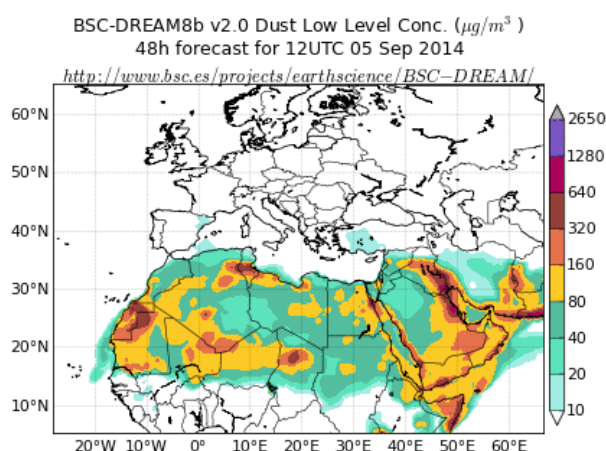 BSC-DREAM8b v2.0 Dust Low Level Conc. (μg/m³ )
48h forecast for 12UTC 05 Sep 2014
http://www.bsc.es/projects/earthscience/BSC−DREAM/
60°N
50°N
40°N
30°N
20°N
10°N
20°W 10°W 0° 10°E 20°E 30°E 40°E 50°E 60°E
2650
1280
640
320
160
80
40
20
10